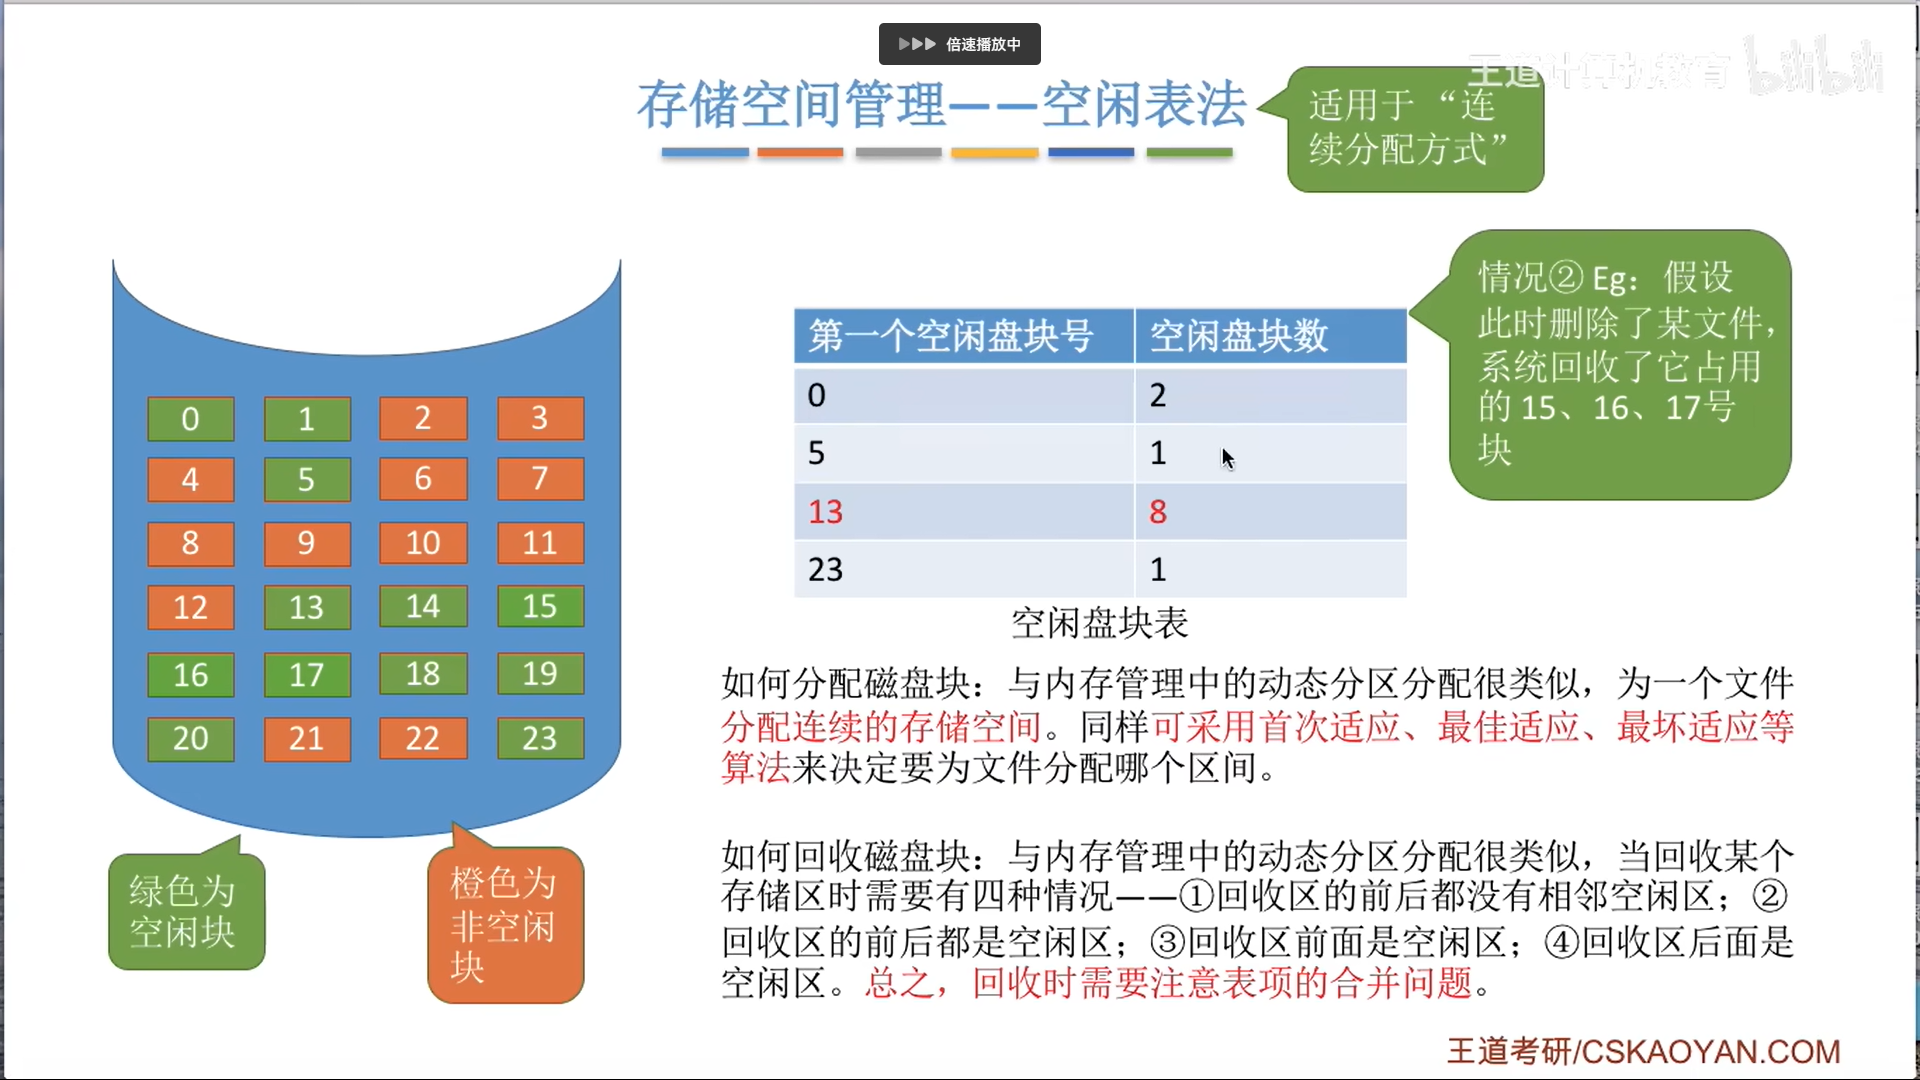 倍速播放中
王道计算机教育 bilibili
存储空间管理——空闲表法
适用于 “连
续分配方式”
情况② Eg：假设
此时删除了某文件，
系统回收了它占用
的 15、16、17号
块
第一个空闲盘块号 空闲盘块数
0 2
5 1
13 8
23 1
空闲盘块表
0 1 2 3
4 5 6 7
8 9 10 11
12 13 14 15
16 17 18 19
20 21 22 23
绿色为
空闲块
橙色为
非空闲
块
如何分配磁盘块：与内存管理中的动态分区分配很类似，为一个文件
分配连续的存储空间。同样可采用首次适应、最佳适应、最坏适应等
算法来决定要为文件分配哪个区间。
如何回收磁盘块：与内存管理中的动态分区分配很类似，当回收某个
存储区时需要有四种情况——①回收区的前后都没有相邻空闲区；②
回收区的前后都是空闲区；③回收区前面是空闲区；④回收区后面是
空闲区。总之，回收时需要注意表项的合并问题。
王道考研/CSKAOYAN.COM